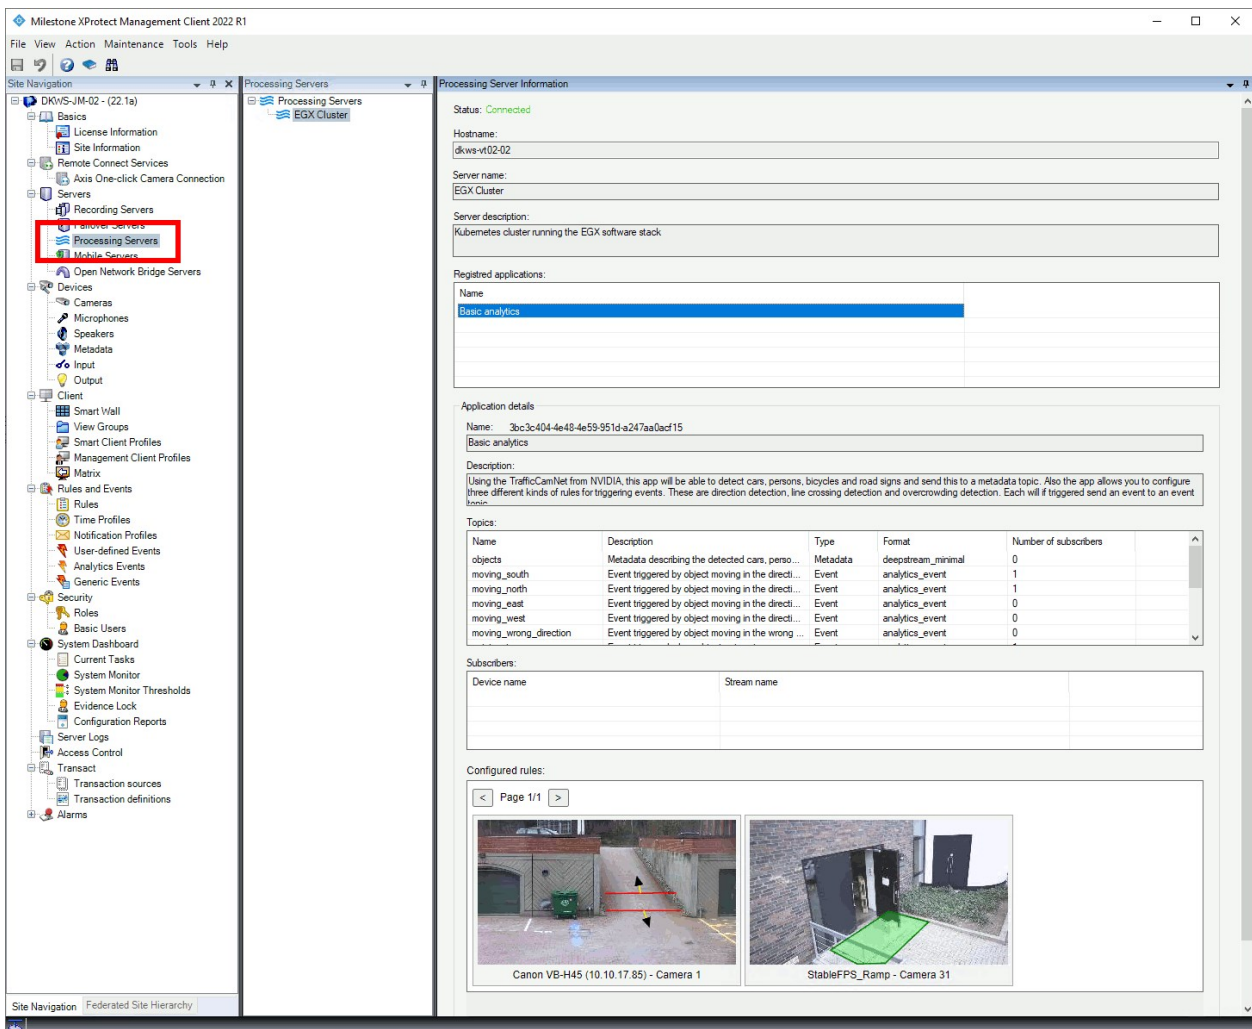 Milestone XProtect Management Client 2022 R1
File View Action Maintenance Tools Help
Site Navigation
DKWS-JM-02 - (22.1a)
Basics
License Information
Site Information
Remote Connect Services
Axis One-click Camera Connection
Servers
Recording Servers
Failover Servers
Processing Servers
Mobile Servers
Open Network Bridge Servers
Devices
Cameras
Microphones
Speakers
Metadata
Input
Output
Client
Smart Wall
View Groups
Smart Client Profiles
Management Client Profiles
Matrix
Rules and Events
Rules
Time Profiles
Notification Profiles
User-defined Events
Analytics Events
Generic Events
Security
Roles
Basic Users
System Dashboard
Current Tasks
System Monitor
System Monitor Thresholds
Evidence Lock
Configuration Reports
Server Logs
Access Control
Transact
Transaction sources
Transaction definitions
Alarms
Site Navigation Federated Site Hierarchy
Processing Servers
Processing Servers
EGX Cluster
Processing Server Information
Status: Connected
Hostname:
dkws-vt02-02
Server name:
EGX Cluster
Server description:
Kubernetes cluster running the EGX software stack
Registred applications:
Name
Basic analytics
Application details
Name: 3bc3c404-4e48-4e59-951d-a247aa0acf15
Basic analytics
Description:
Using the TrafficCamNet from NVIDIA, this app will be able to detect cars, persons, bicycles and road signs and send this to a metadata topic. Also the app allows you to configure
three different kinds of rules for triggering events. These are direction detection, line crossing detection and overcrowding detection. Each will if triggered send an event to an event
topic
Topics:
Name Description Type Format Number of subscribers
objects Metadata describing the detected cars, perso... Metadata deepstream_minimal 0
moving_south Event triggered by object moving in the directi... Event analytics_event 1
moving_north Event triggered by object moving in the directi... Event analytics_event 1
moving_east Event triggered by object moving in the directi... Event analytics_event 0
moving_west Event triggered by object moving in the directi... Event analytics_event 0
moving_wrong_direction Event triggered by object moving in the wrong ... Event analytics_event 0
Subscribers:
Device name Stream name
Configured rules:
< Page 1/1 >
Canon VB-H45 (10.10.17.85) - Camera 1
StableFPS_Ramp - Camera 31